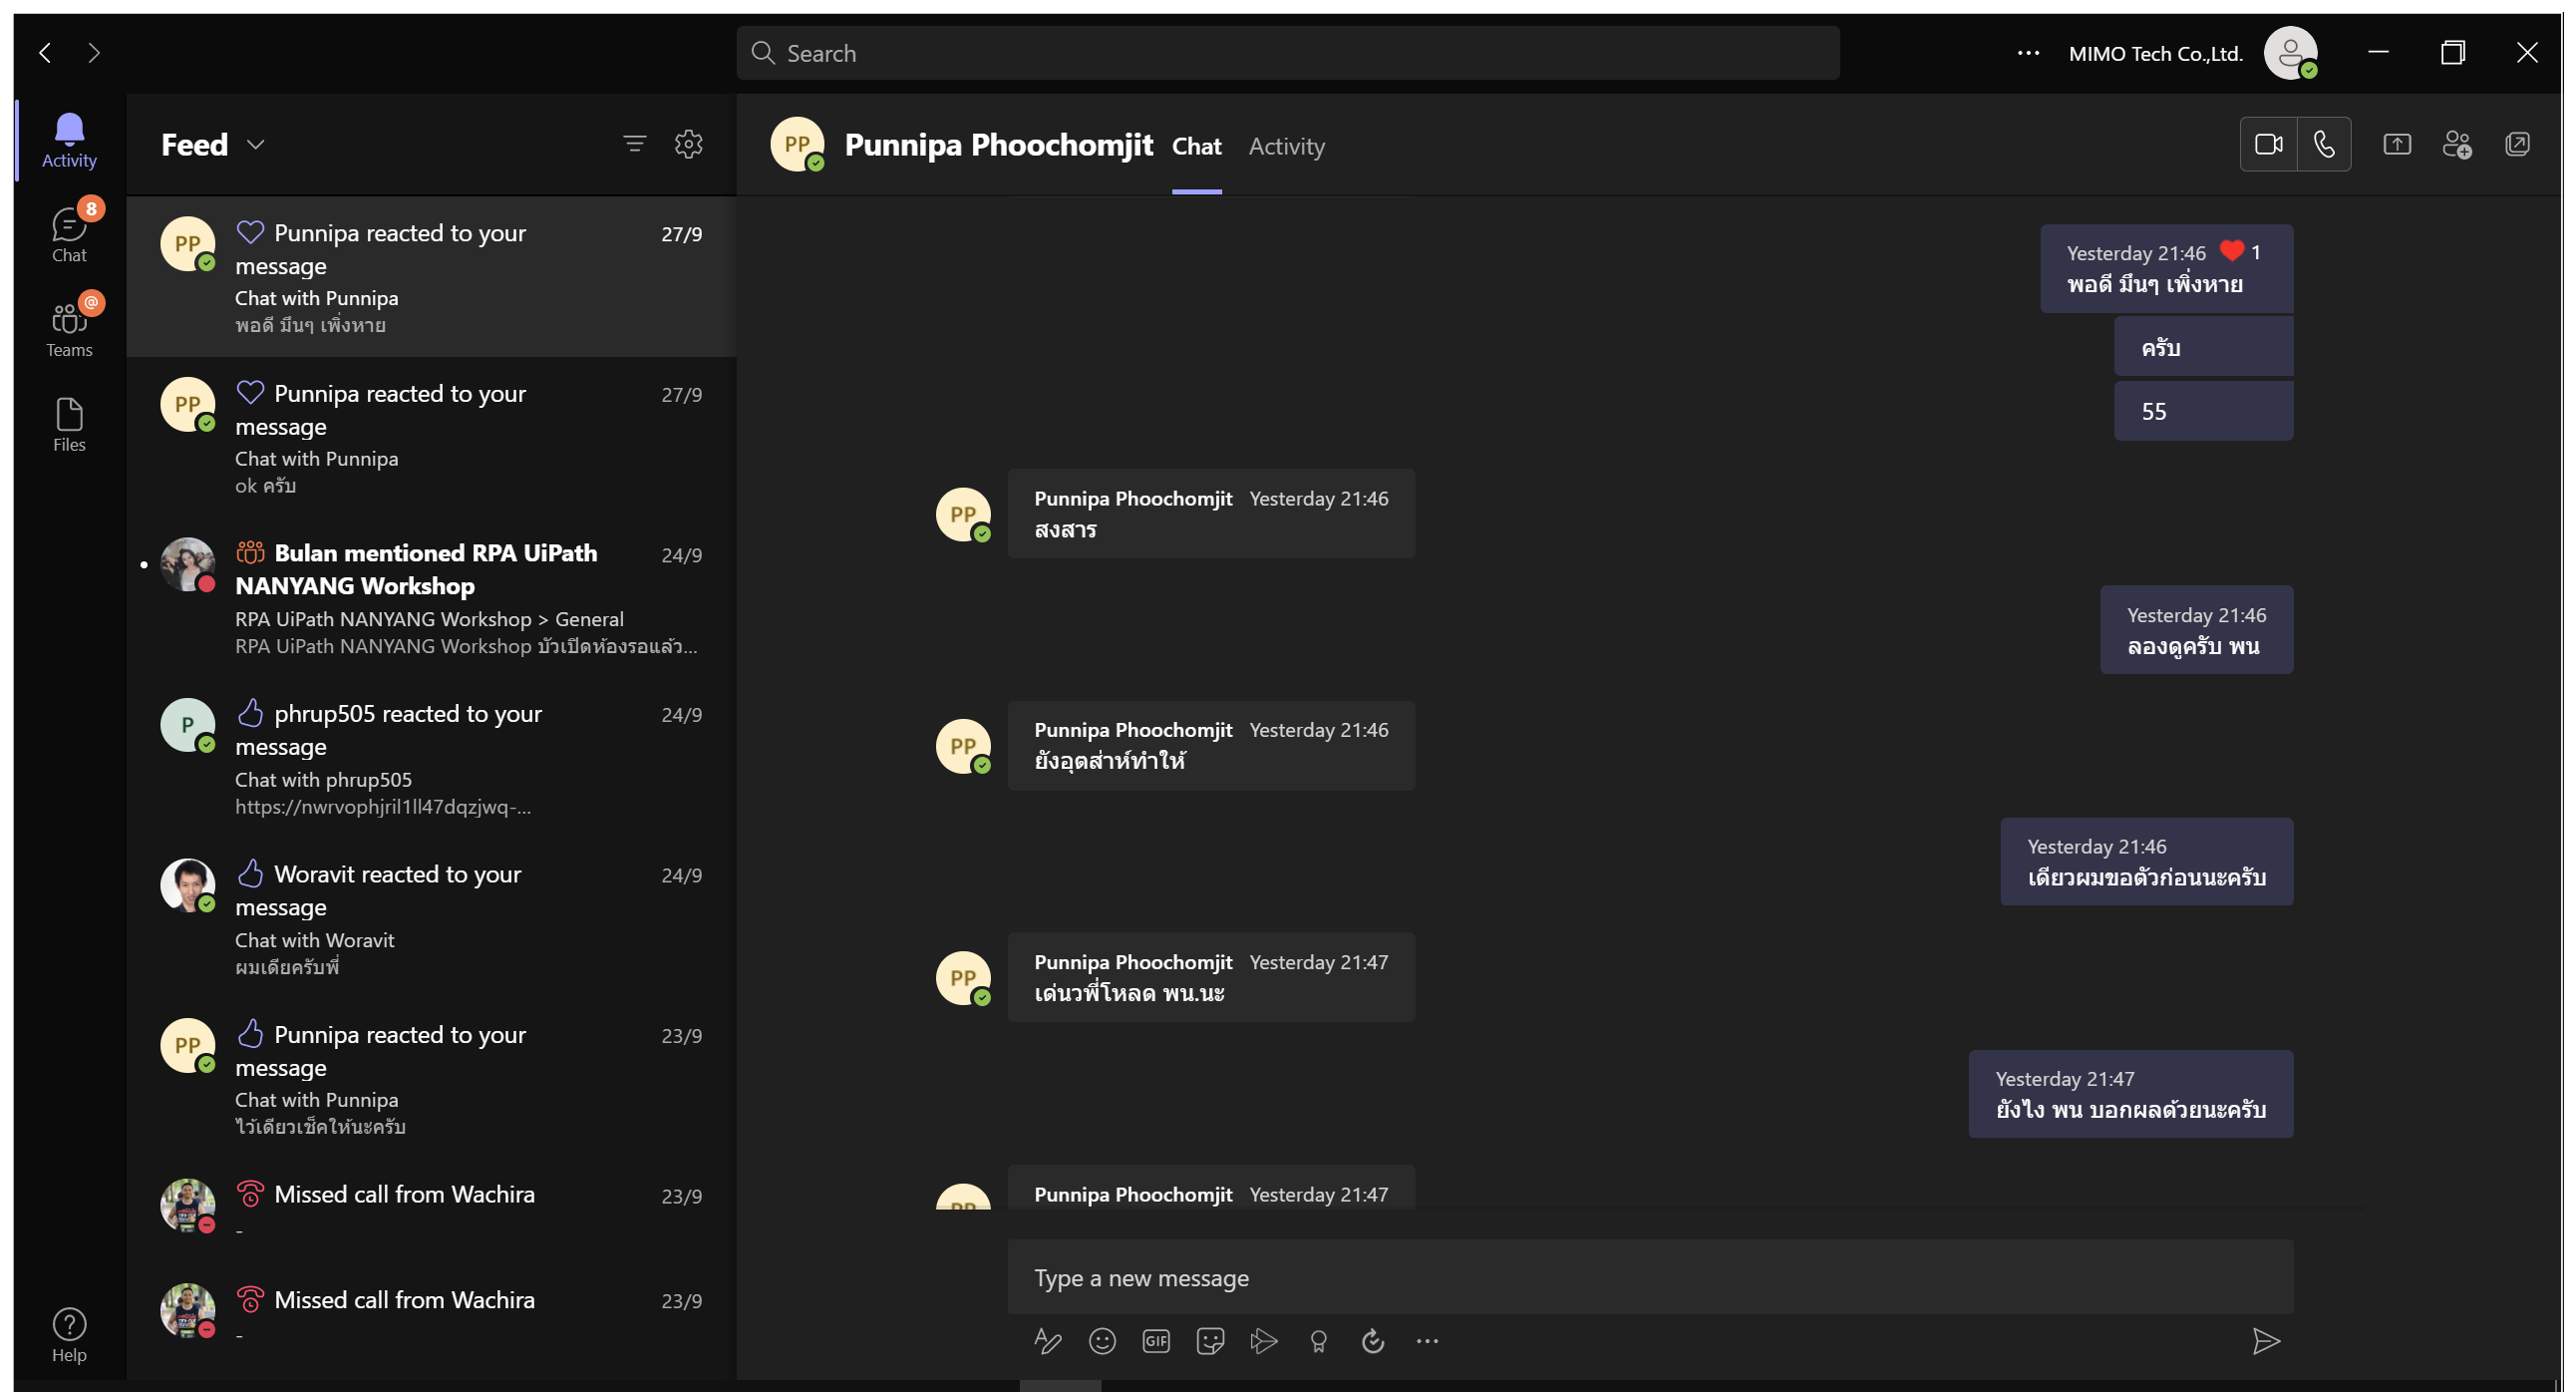 Search
MIMO Tech Co.,Ltd.
Activity
8
Chat
@
Teams
Files
Help
Feed
PP
Punnipa reacted to your
27/9
message
Chat with Punnipa
พอดี มึนๆ เพิ่งหาย
PP
Punnipa reacted to your
27/9
message
Chat with Punnipa
ok ครับ
Bulan mentioned RPA UiPath
24/9
NANYANG Workshop
RPA UiPath NANYANG Workshop > General
RPA UiPath NANYANG Workshop บัวเปิดห้องรอแล้ว...
P
phrup505 reacted to your
24/9
message
Chat with phrup505
https://nwrvophjril1ll47dqzjwq-...
Woravit reacted to your
24/9
message
Chat with Woravit
ผมเดียครับพี่
PP
Punnipa reacted to your
23/9
message
Chat with Punnipa
ไว้เดียวเช็คให้นะครับ
Missed call from Wachira
23/9
-
Missed call from Wachira
23/9
-
PP
Punnipa Phoochomjit
Chat
Activity
Yesterday 21:46
1
พอดี มึนๆ เพิ่งหาย
ครับ
55
PP
Punnipa Phoochomjit Yesterday 21:46
สงสาร
Yesterday 21:46
ลองดูครับ พน
PP
Punnipa Phoochomjit Yesterday 21:46
ยังอุตส่าห์ทำให้
Yesterday 21:46
เดียวผมขอตัวก่อนนะครับ
PP
Punnipa Phoochomjit Yesterday 21:47
เด่นวพี่โหลด พน.นะ
Yesterday 21:47
ยังไง พน บอกผลด้วยนะครับ
PP
Punnipa Phoochomjit Yesterday 21:47
Type a new message
GIF